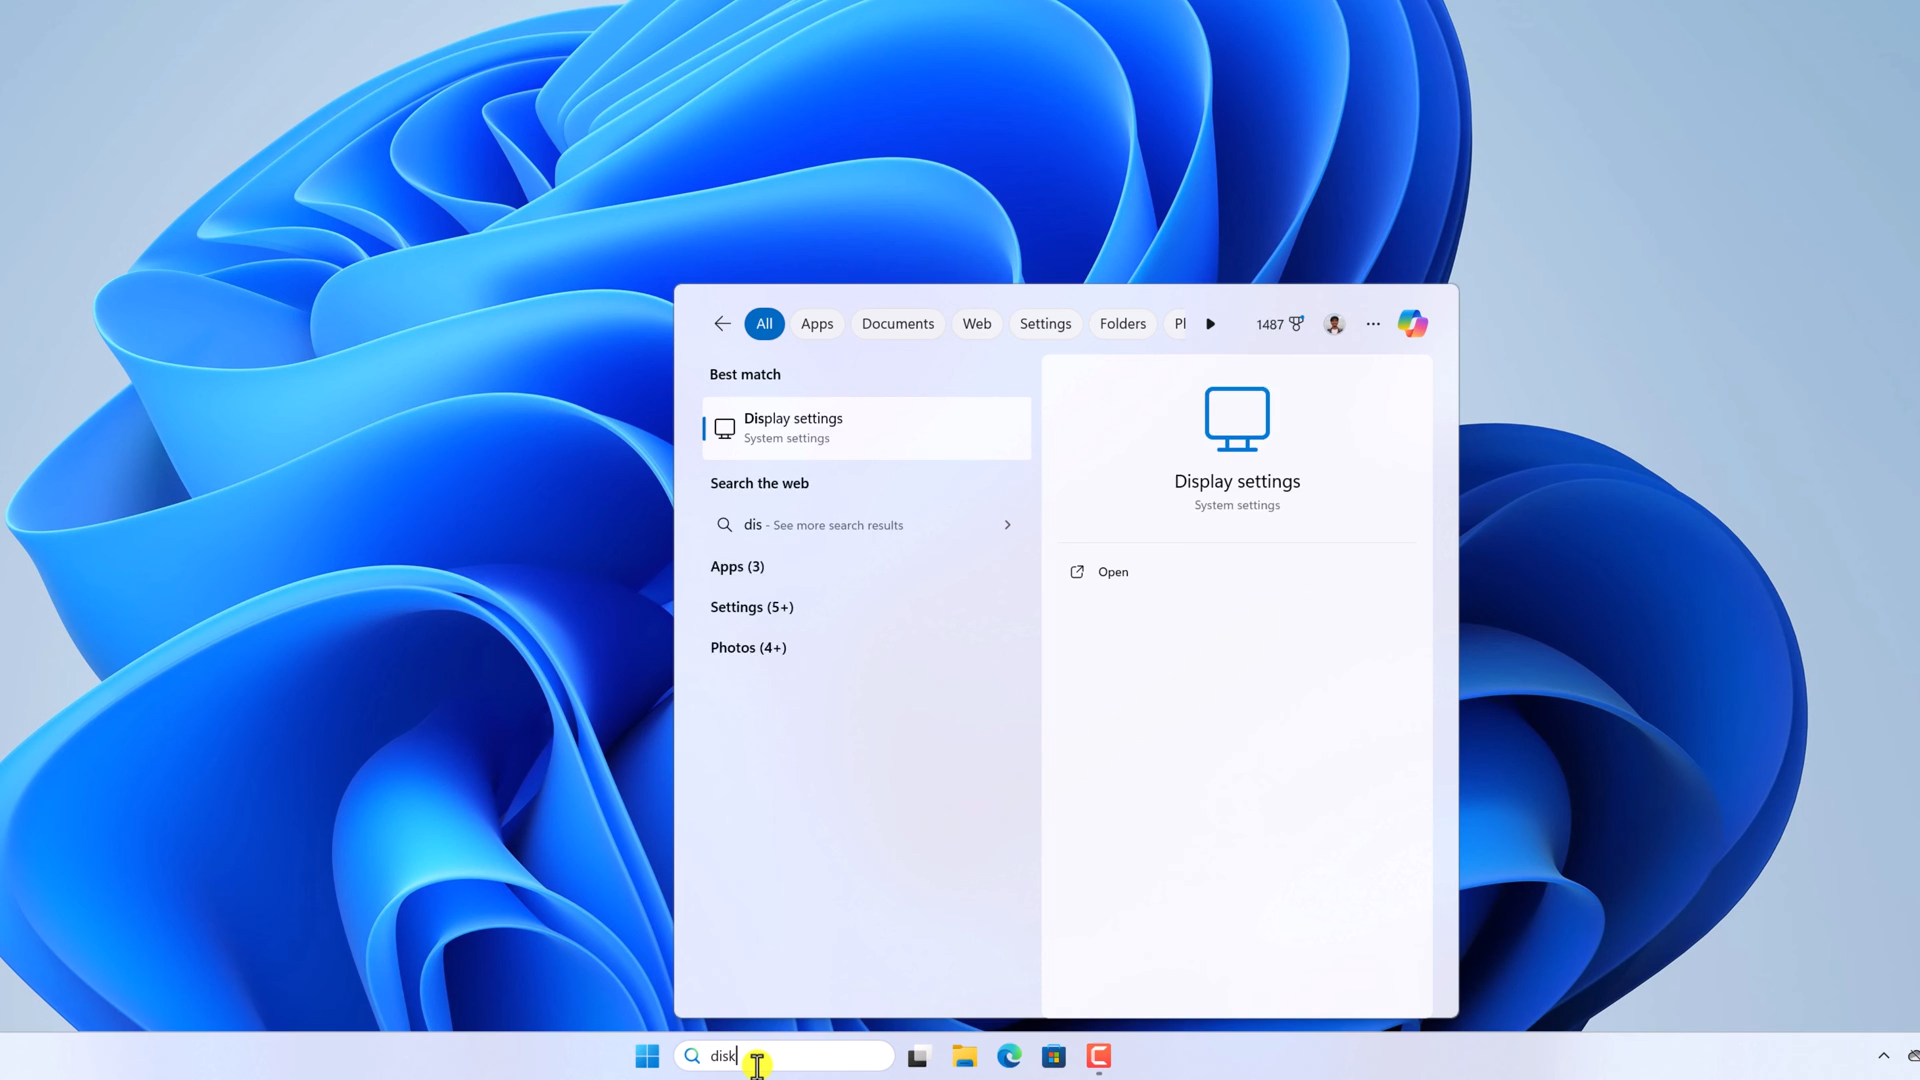 All Apps Documents Web Settings Folders Pl 1487
Best match
Display settings
System settings
Search the web
dis - See more search results
Apps (3)
Settings (5+)
Photos (4+)
Display settings
System settings
Open
disk